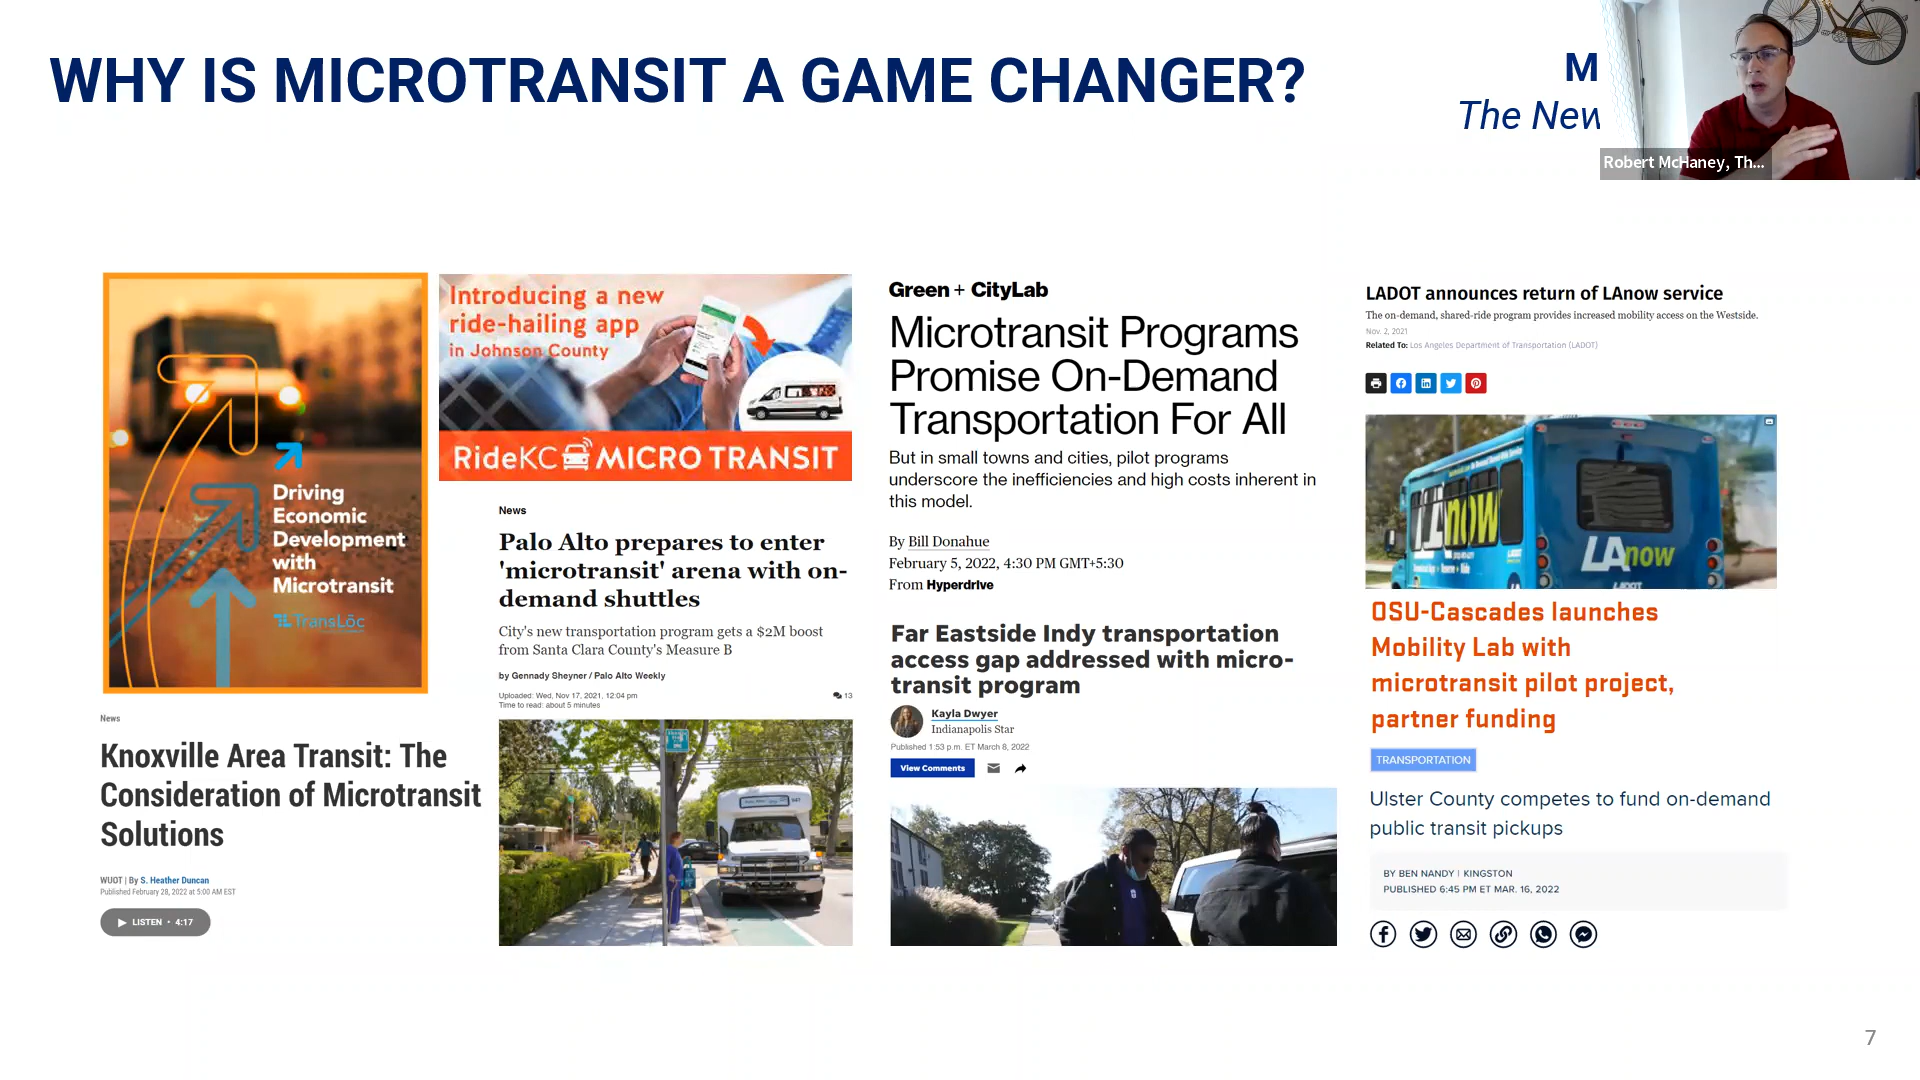 WHY IS MICROTRANSIT A GAME CHANGER?
M
The New
Robert McHaney, Th...
Driving
Economic
Development
with
Microtransit
TransLōc
Introducing a new
ride-hailing app
in Johnson County
RideKC MICRO TRANSIT
News
Knoxville Area Transit: The
Consideration of Microtransit
Solutions
WUOT | By S. Heather Duncan
Published February 28, 2022 at 5:00 AM EST
LISTEN • 4:17
News
Palo Alto prepares to enter
'microtransit' arena with on-
demand shuttles
City's new transportation program gets a $2M boost
from Santa Clara County's Measure B
by Gennady Sheyner / Palo Alto Weekly
Uploaded: Wed, Nov 17, 2021, 12:04 pm
13
Time to read: about 5 minutes
Green + CityLab
Microtransit Programs
Promise On-Demand
Transportation For All
But in small towns and cities, pilot programs
underscore the inefficiencies and high costs inherent in
this model.
By Bill Donahue
February 5, 2022, 4:30 PM GMT+5:30
From Hyperdrive
Far Eastside Indy transportation
access gap addressed with micro-
transit program
Kayla Dwyer
Indianapolis Star
Published 1:53 p.m. ET March 8, 2022
View Comments
LADOT announces return of LAnow service
The on-demand, shared-ride program provides increased mobility access on the Westside.
Nov. 2, 2021
Related To: Los Angeles Department of Transportation (LADOT)
LAnow
LAnow
LADOT
OSU-Cascades launches
Mobility Lab with
microtransit pilot project,
partner funding
TRANSPORTATION
Ulster County competes to fund on-demand
public transit pickups
BY BEN NANDY | KINGSTON
PUBLISHED 6:45 PM ET MAR. 16, 2022
7